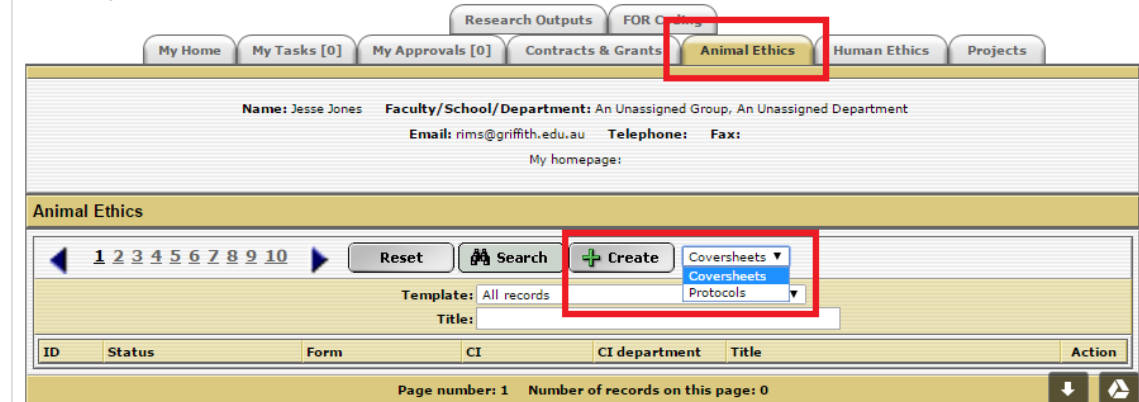 Research Outputs FOR Coding
My Home My Tasks [0] My Approvals [0] Contracts & Grants Animal Ethics Human Ethics Projects
Name: Jesse Jones Faculty/School/Department: An Unassigned Group, An Unassigned Department
Email: rims@griffith.edu.au Telephone: Fax:
My homepage:
Animal Ethics
1 2 3 4 5 6 7 8 9 10 Reset Search Create Coversheets
Coversheets
Template: All records Protocols
Title:
ID Status Form CI CI department Title Action
Page number: 1 Number of records on this page: 0